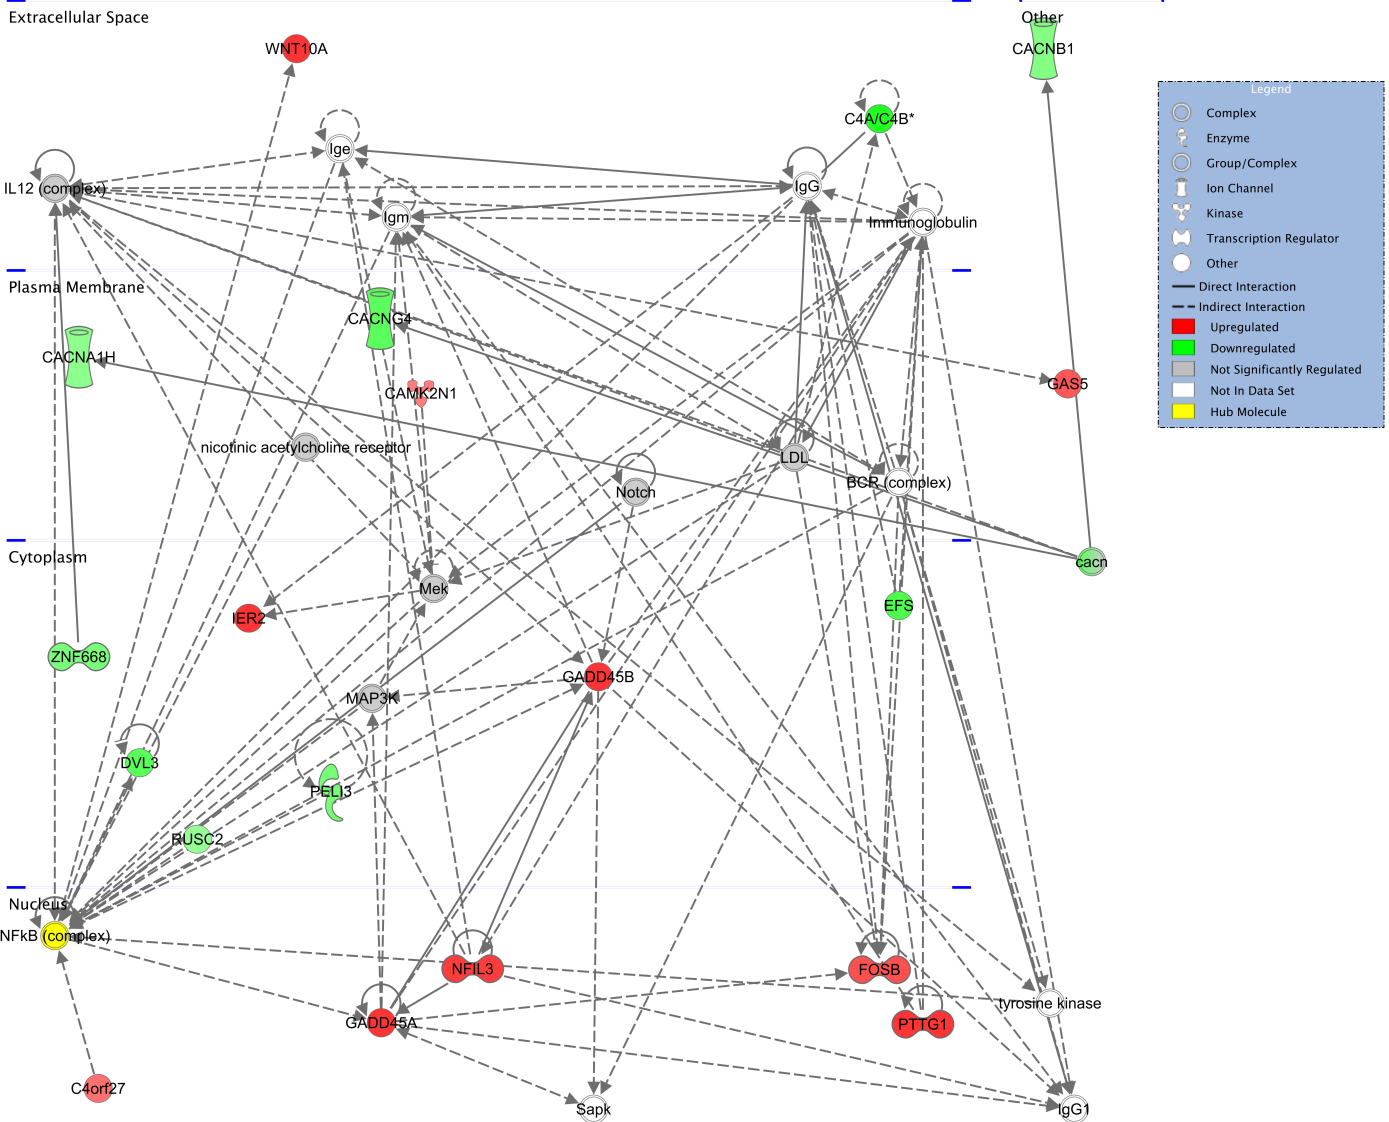 Extracellular Space
Other
WNT10A
CACNB1
Legend
Complex
C4A/C4B*
Enzyme
Ige
Group/Complex
IL12 (complex)
IgG
Ion Channel
Igm
Immunoglobulin
Kinase
Transcription Regulator
Other
Plasma Membrane
Direct Interaction
Indirect Interaction
CACNG4
Upregulated
CACNA1H
Downregulated
Not Significantly Regulated
CAMK2N1
GAS5
Not In Data Set
Hub Molecule
nicotinic acetylcholine receptor
LDL
Notch
BCR (complex)
Cytoplasm
cacn
Mek
IER2
EFS
ZNF668
GADD45B
MAP3K
DVL3
PELI3
RUSC2
Nucleus
NFkB (complex)
NFIL3
FOSB
tyrosine kinase
GADD45A
PTTG1
C4orf27
Sapk
IgG1